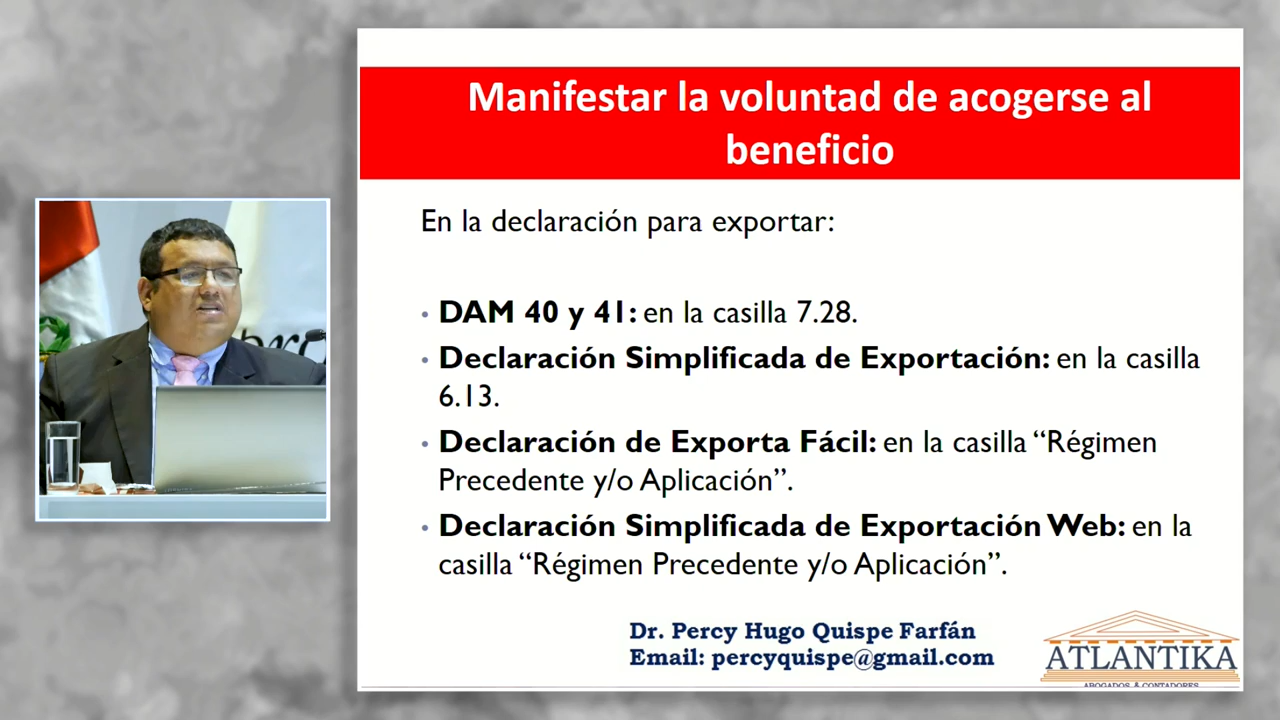 Manifestar la voluntad de acogerse al
beneficio
En la declaración para exportar:
• DAM 40 y 41: en la casilla 7.28.
• Declaración Simplificada de Exportación: en la casilla
6.13.
• Declaración de Exporta Fácil: en la casilla “Régimen
Precedente y/o Aplicación”.
• Declaración Simplificada de Exportación Web: en la
casilla “Régimen Precedente y/o Aplicación”.
Dr. Percy Hugo Quispe Farfán
Email: percyquispe@gmail.com
ATLANTIKA
ABOGADOS & CONTADORES